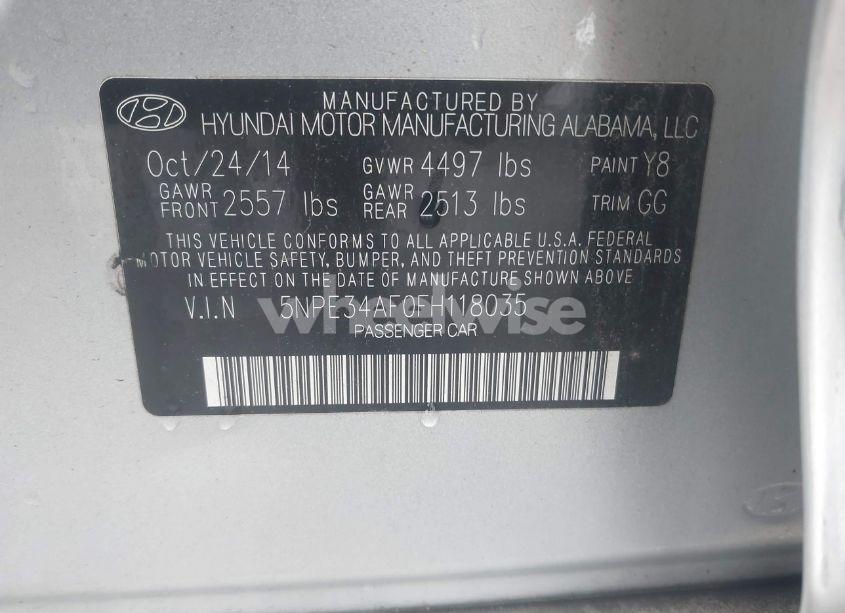 MANUFACTURED BY
HYUNDAI MOTOR MANUFACTURING ALABAMA, LLC
Oct/24/14 GVWR 4497 lbs PAINT Y8
GAWR FRONT 2557 lbs GAWR REAR 2513 lbs TRIM GG
THIS VEHICLE CONFORMS TO ALL APPLICABLE U.S.A. FEDERAL
MOTOR VEHICLE SAFETY, BUMPER, AND THEFT PREVENTION STANDARDS
IN EFFECT ON THE DATE OF MANUFACTURE SHOWN ABOVE
V.I.N 5NPE34AF0FH118035
wheelwise
PASSENGER CAR